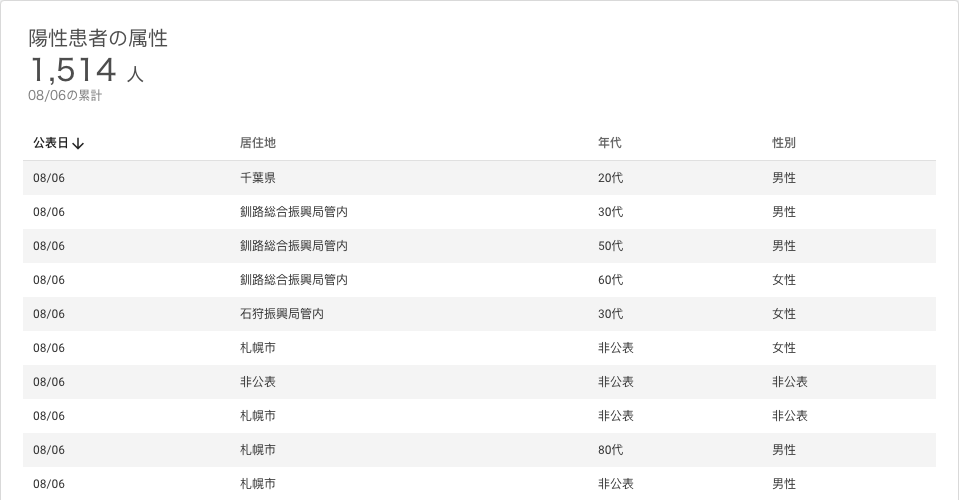 陽性患者の属性
1,514 人
08/06の累計
公表日 居住地 年代 性別
08/06 千葉県 20代 男性
08/06 釧路総合振興局管内 30代 男性
08/06 釧路総合振興局管内 50代 男性
08/06 釧路総合振興局管内 60代 女性
08/06 石狩振興局管内 30代 女性
08/06 札幌市 非公表 女性
08/06 非公表 非公表 非公表
08/06 札幌市 非公表 非公表
08/06 札幌市 80代 男性
08/06 札幌市 非公表 男性